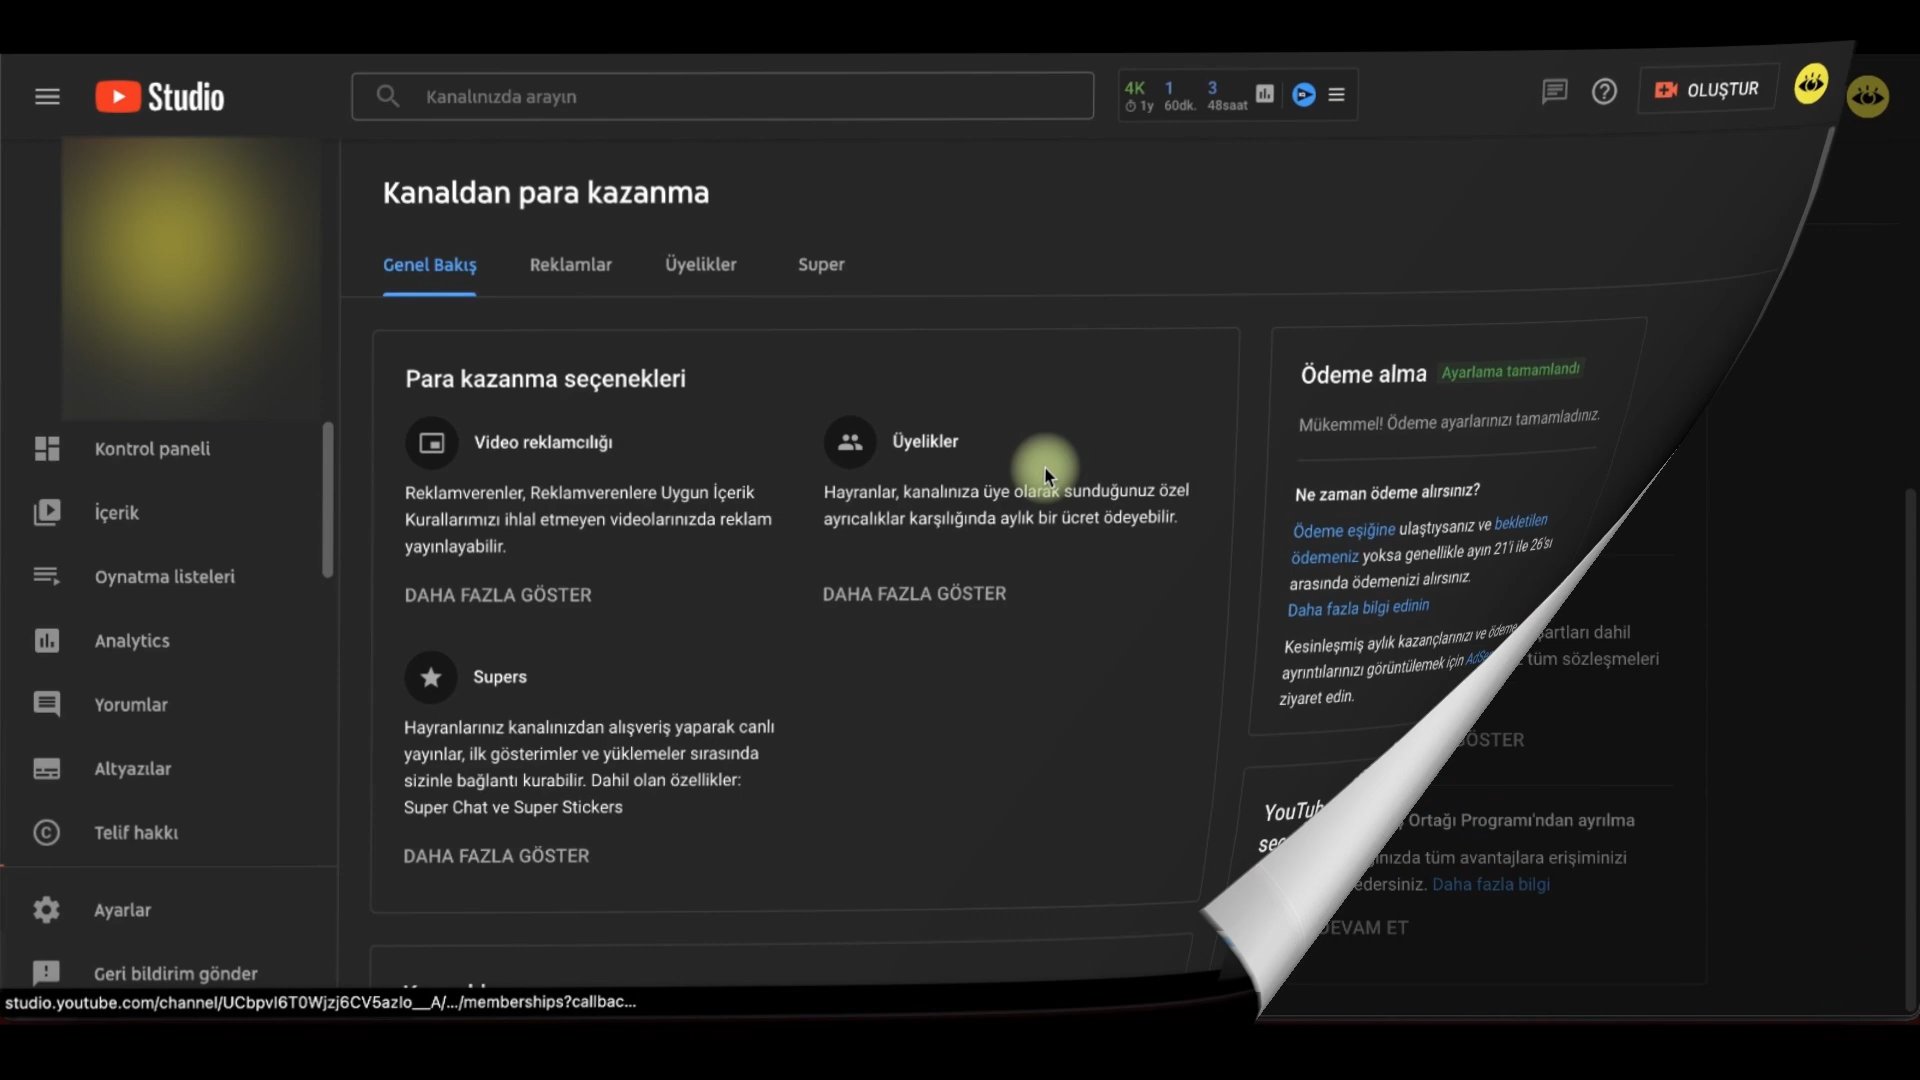 Studio
Kanalınızda arayın
4K 1 3
1y 60dk. 48saat
OLUŞTUR
Kanaldan para kazanma
Genel Bakış Reklamlar Üyelikler Super
Para kazanma seçenekleri
Video reklamcılığı
Reklamverenler, Reklamverenlere Uygun İçerik
Kurallarımızı ihlal etmeyen videolarınızda reklam
yayınlayabilir.
DAHA FAZLA GÖSTER
Üyelikler
Hayranlar, kanalınıza üye olarak sunduğunuz özel
ayrıcalıklar karşılığında aylık bir ücret ödeyebilir.
DAHA FAZLA GÖSTER
Supers
Hayranlarınız kanalınızdan alışveriş yaparak canlı
yayınlar, ilk gösterimler ve yüklemeler sırasında
sizinle bağlantı kurabilir. Dahil olan özellikler:
Super Chat ve Super Stickers
DAHA FAZLA GÖSTER
Ödeme alma Ayarlama tamamlandı
Mükemmel! Ödeme ayarlarınızı tamamladınız.
Ne zaman ödeme alırsınız?
Ödeme eşiğine ulaştıysanız ve bekletilen
ödemeniz yoksa genellikle ayın 21'i ile 26'sı
arasında ödemenizi alırsınız.
Daha fazla bilgi edinin
Kesinleşmiş aylık kazançlarınızı ve ödeme
ayrıntılarınızı görüntülemek için
ziyaret edin.
dahil
tüm sözleşmeleri
Ortağı Programı'ndan ayrılma
tüm avantajlara erişiminizi
Daha fazla bilgi
DEVAM ET
Kontrol paneli
İçerik
Oynatma listeleri
Analytics
Yorumlar
Altyazılar
Telif hakkı
Ayarlar
Geri bildirim gönder
studio.youtube.com/channel/UCbpvI6T0Wjzj6CV5azIo__A/.../memberships?callbac...